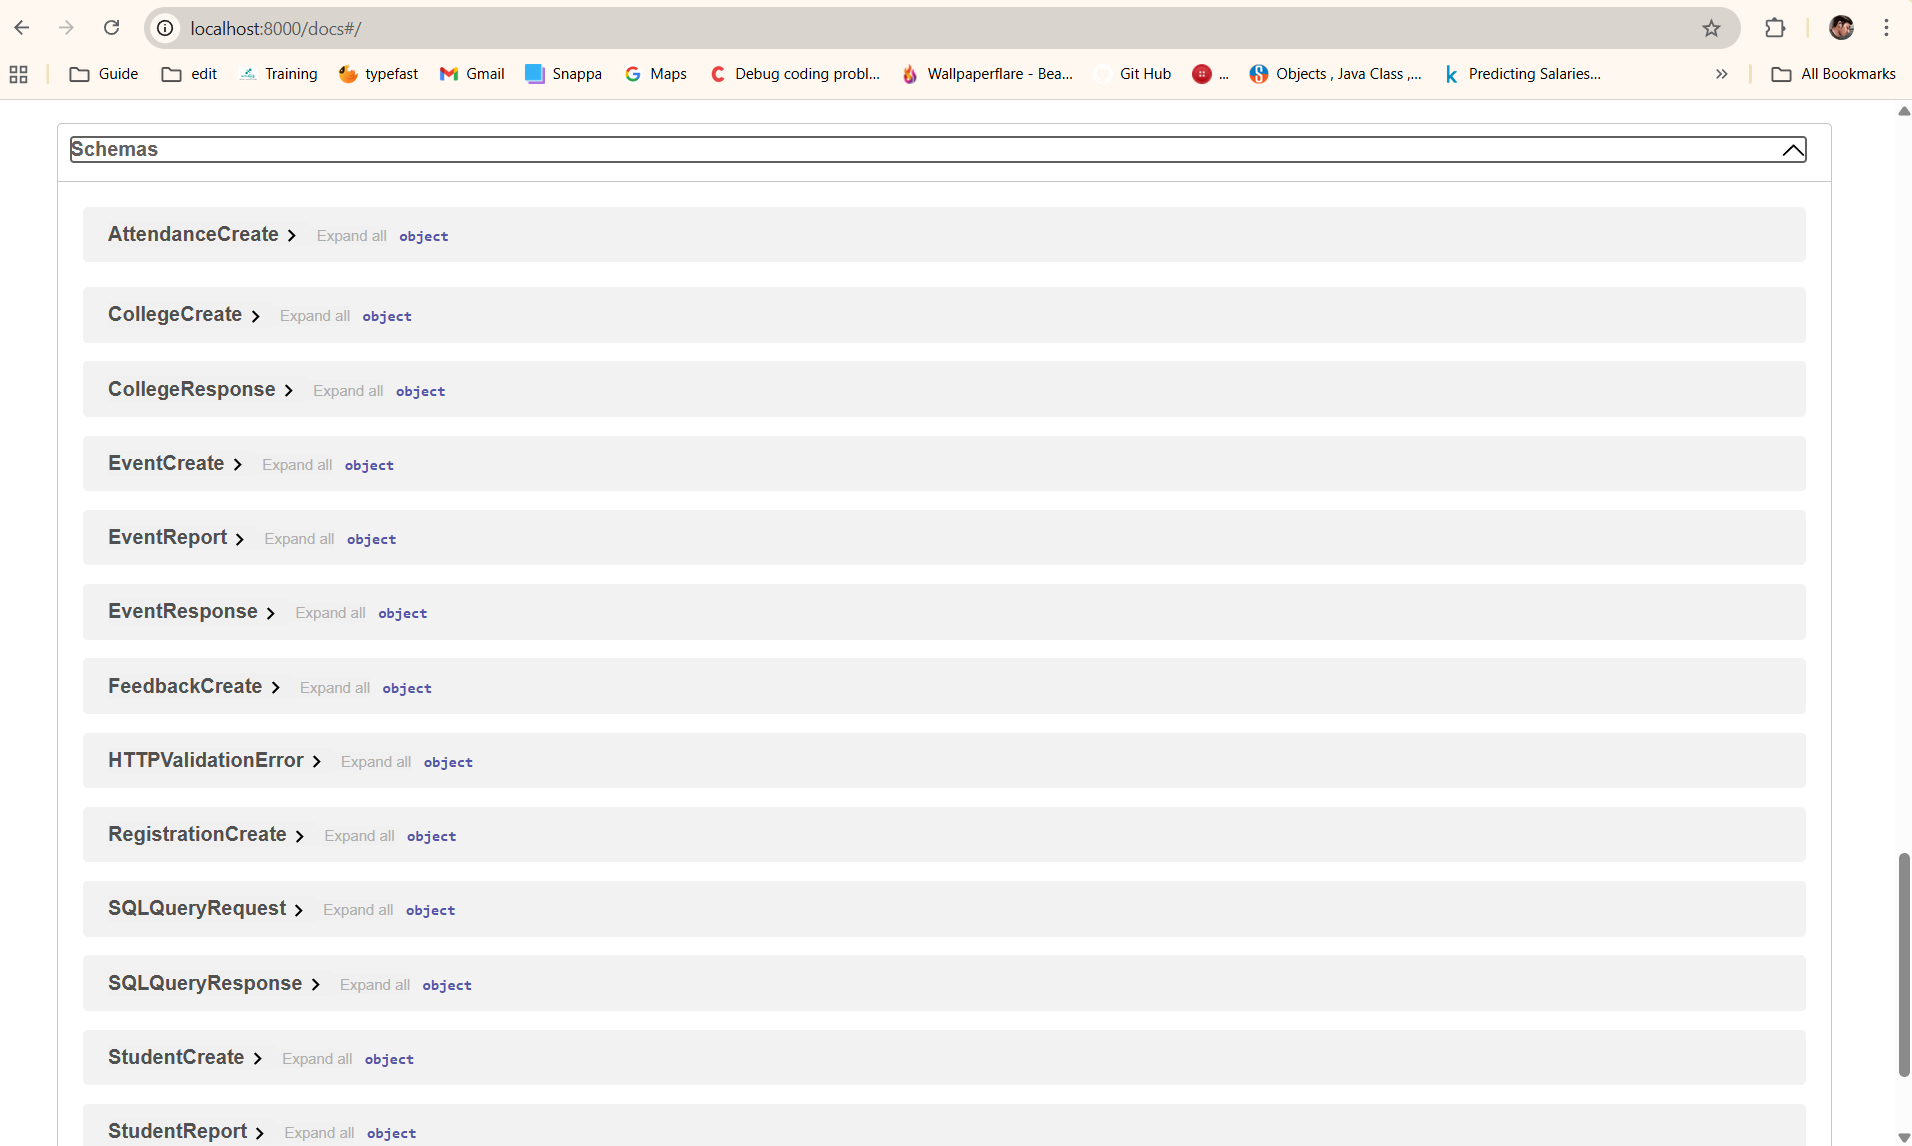 localhost:8000/docs#/
Guide edit Training typefast Gmail Snappa Maps Debug coding probl... Wallpaperflare - Bea... Git Hub ... Objects , Java Class ,... Predicting Salaries... » All Bookmarks
Schemas
AttendanceCreate Expand all object
CollegeCreate Expand all object
CollegeResponse Expand all object
EventCreate Expand all object
EventReport Expand all object
EventResponse Expand all object
FeedbackCreate Expand all object
HTTPValidationError Expand all object
RegistrationCreate Expand all object
SQLQueryRequest Expand all object
SQLQueryResponse Expand all object
StudentCreate Expand all object
StudentReport Expand all object